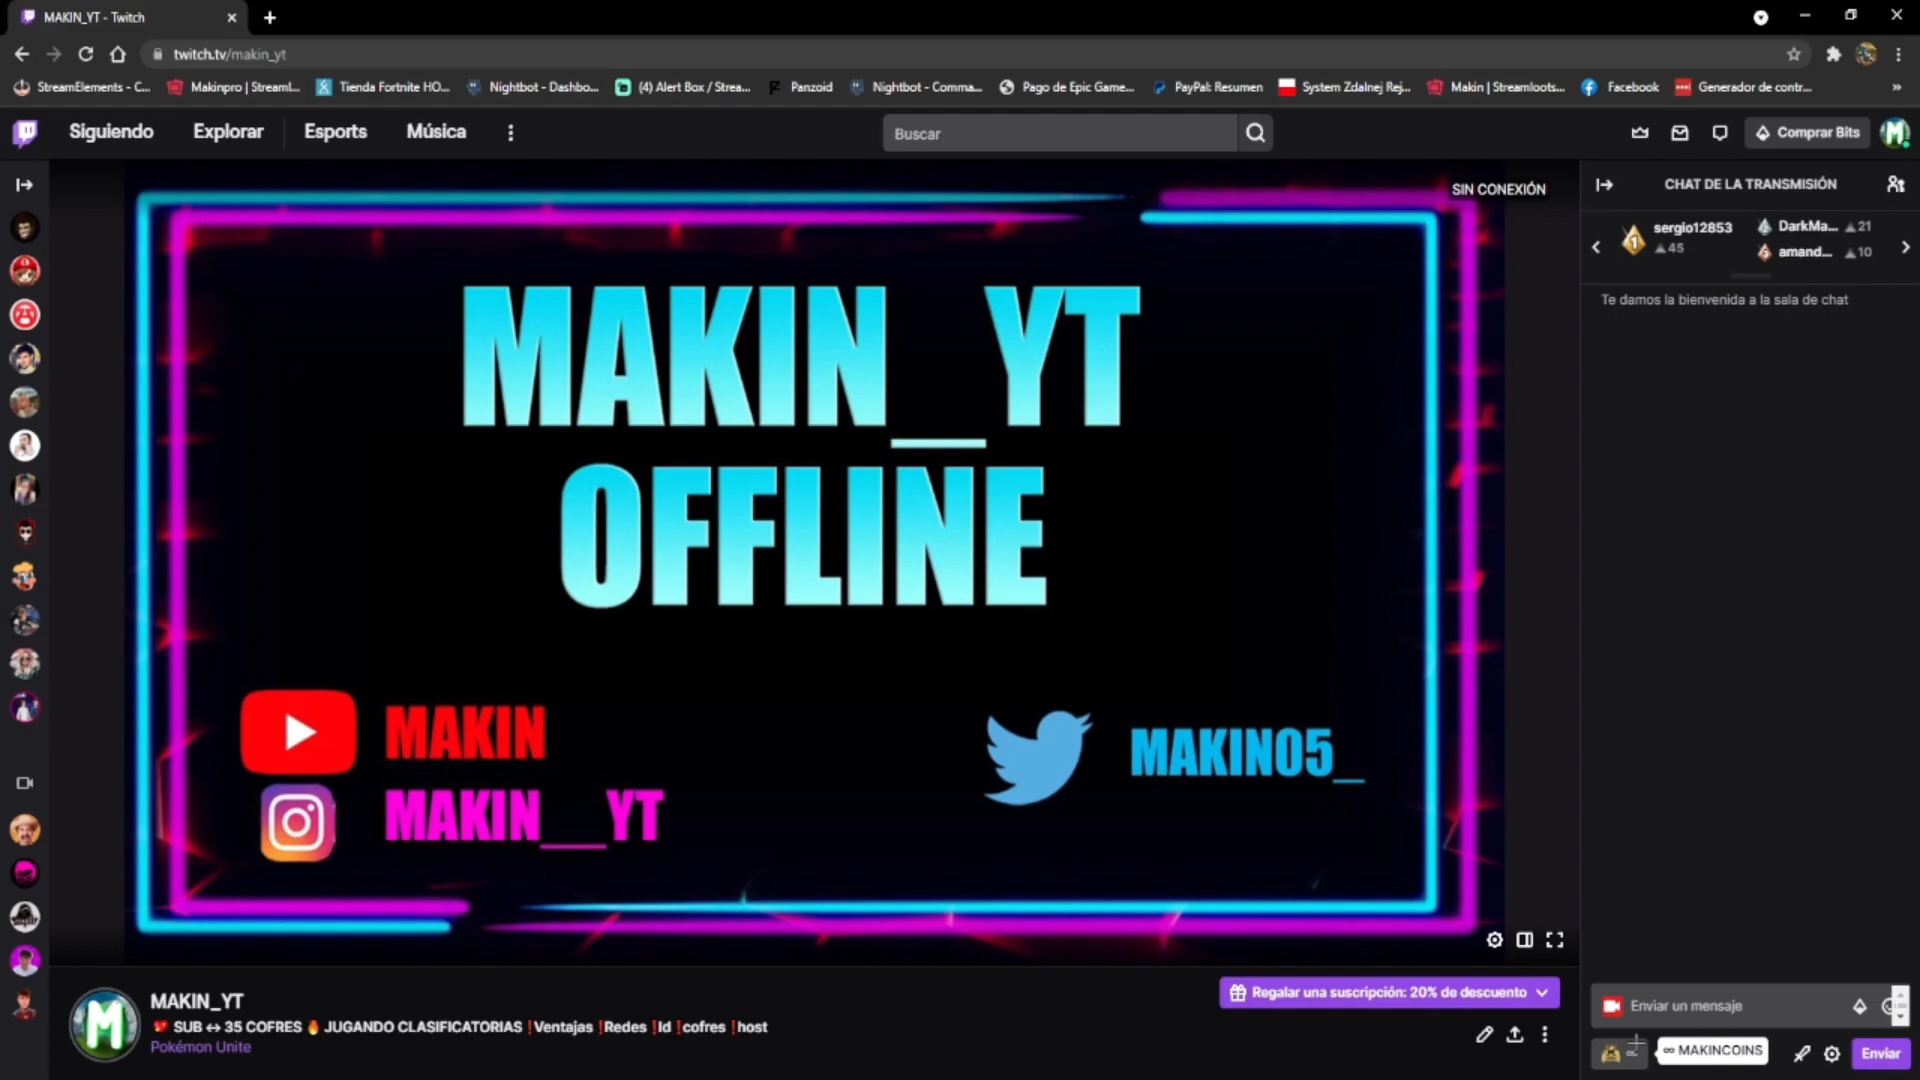 MAKIN_YT - Twitch
twitch.tv/makin_yt
StreamElements - C...
Makinpro | Streaml...
Tienda Fortnite HO...
Nightbot - Dashbo...
(4) Alert Box / Strea...
Panzoid
Nightbot - Comma...
Pago de Epic Game...
PayPal: Resumen
System Zdalnej Rej...
Makin | Streamloots...
Facebook
Generador de contr...
Siguiendo
Explorar
Esports
Música
Buscar
Comprar Bits
SIN CONEXIÓN
MAKIN_YT
OFFLINE
MAKIN
MAKIN__YT
MAKIN05_
CHAT DE LA TRANSMISIÓN
1
sergio12853
45
DarkMa... 21
amand... 10
Te damos la bienvenida a la sala de chat
MAKIN_YT
SUB ↔ 35 COFRES 🔥 JUGANDO CLASIFICATORIAS ❗Ventajas ❗Redes ❗Id ❗cofres ❗host
Pokémon Unite
Regalar una suscripción: 20% de descuento
Enviar un mensaje
∞ MAKINCOINS
Enviar